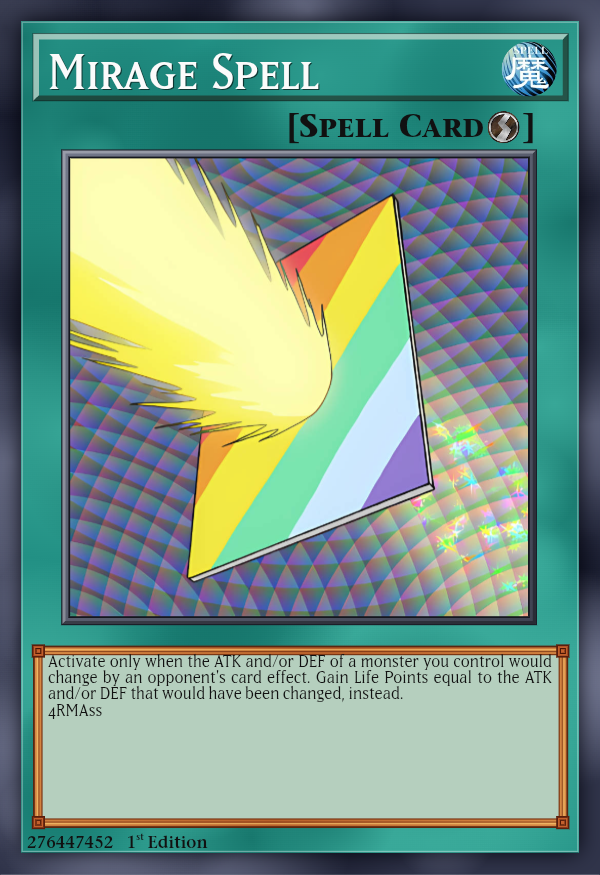 Mirage Spell
SPELL
魔
[Spell Card]
Activate only when the ATK and/or DEF of a monster you control would
change by an opponent's card effect. Gain Life Points equal to the ATK
and/or DEF that would have been changed, instead.
4RMAss
276447452 1st Edition